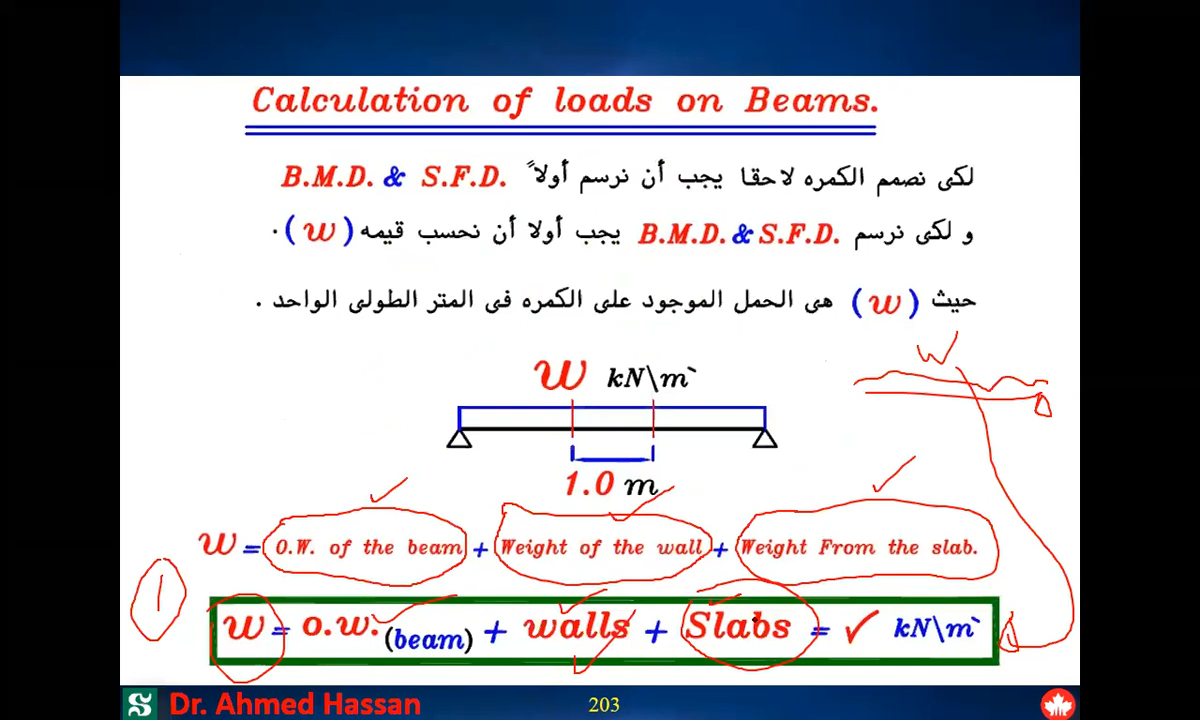 Calculation of loads on Beams.
لكى نصمم الكمره لاحقا يجب أن نرسم أولاً B.M.D. & S.F.D.
و لكى نرسم B.M.D. & S.F.D. يجب أولا أن نحسب قيمه (w) .
حيث (w) هى الحمل الموجود على الكمره فى المتر الطولى الواحد .
W
w kN\m`
1.0 m
w = O.W. of the beam + Weight of the wall + Weight From the slab.
1
w = o.w. (beam) + walls + Slabs = ✓ kN\m`
S Dr. Ahmed Hassan
203